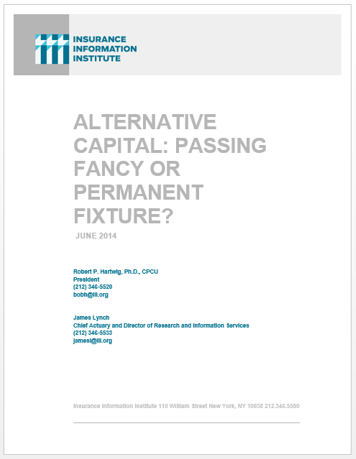 INSURANCE
INFORMATION
INSTITUTE
ALTERNATIVE
CAPITAL: PASSING
FANCY OR
PERMANENT
FIXTURE?
JUNE 2014
Robert P. Hartwig, Ph.D., CPCU
President
(212) 346-5520
bobh@iii.org
James Lynch
Chief Actuary and Director of Research and Information Services
(212) 346-5533
jamesl@iii.org
Insurance Information Institute 110 William Street New York, NY 10038 212.346.5500